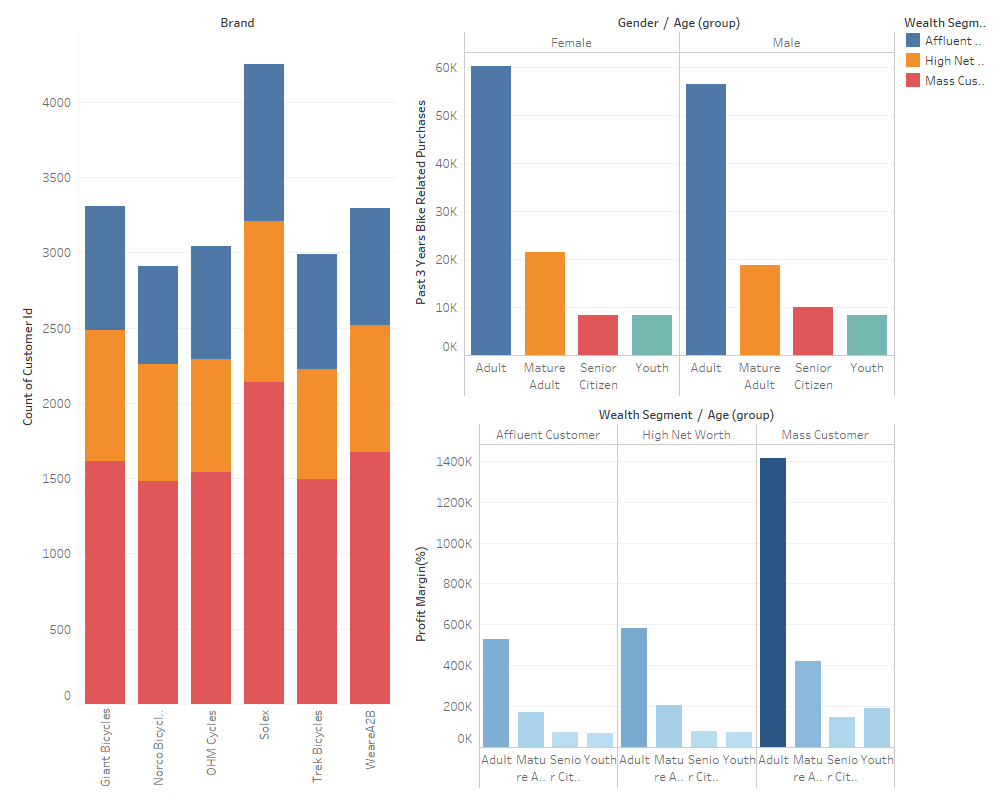 Brand
Count of Customer Id
4000
3500
3000
2500
2000
1500
1000
500
0
Giant Bicycles
Norco Bicycl..
OHM Cycles
Solex
Trek Bicycles
WeareA2B
Gender / Age (group)
Female Male
Past 3 Years Bike Related Purchases
60K
50K
40K
30K
20K
10K
0K
Adult Mature Senior Youth Adult Mature Senior Youth
Adult Citizen Adult Citizen
Wealth Segm..
Affluent ..
High Net ..
Mass Cus..
Wealth Segment / Age (group)
Affluent Customer High Net Worth Mass Customer
Profit Margin(%)
1400K
1200K
1000K
800K
600K
400K
200K
0K
Adult Matu Senio Youth Adult Matu Senio Youth Adult Matu Senio Youth
re A.. r Cit.. re A.. r Cit.. re A.. r Cit..